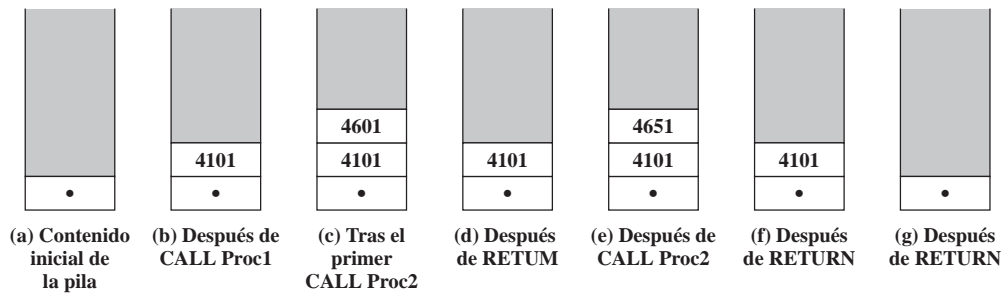 4601
4651
4101
4101
4101
4101
4101
(a) Contenido
inicial de
la pila
(b) Después de
CALL Proc1
(c) Tras el
primer
CALL Proc2
(d) Después
de RETUM
(e) Después de
CALL Proc2
(f) Después
de RETURN
(g) Después
de RETURN